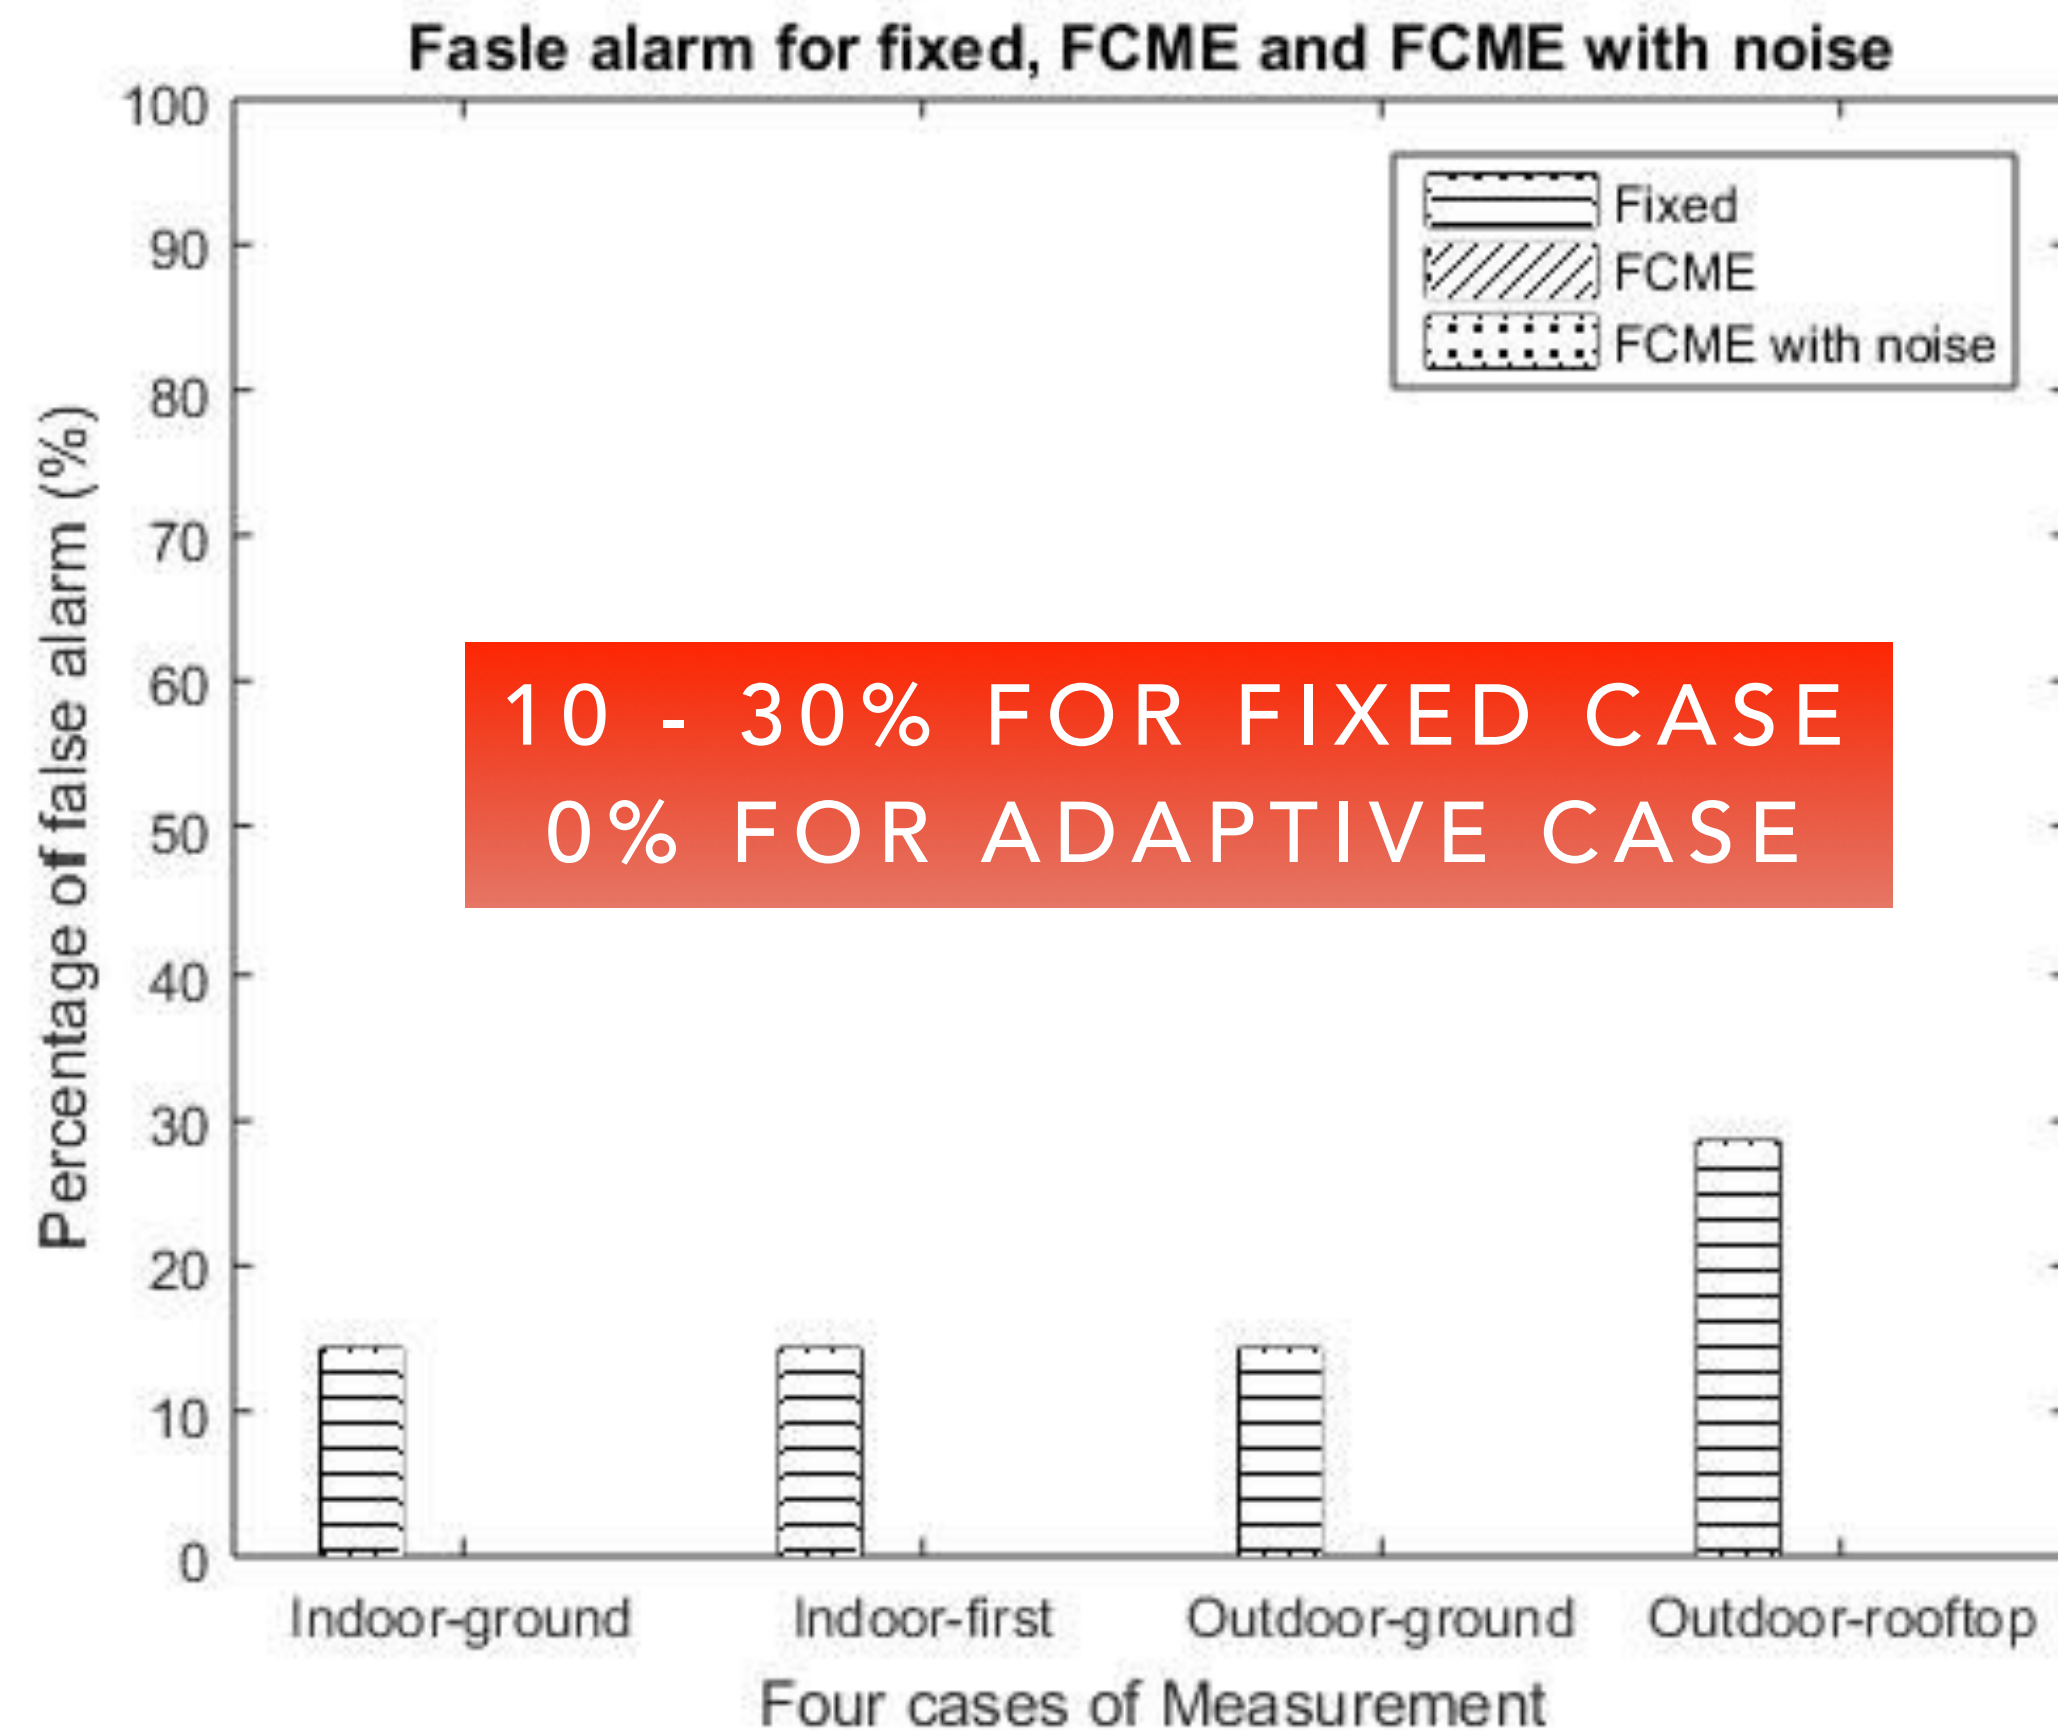 Fasle alarm for fixed, FCME and FCME with noise
100
90
80
70
60
50
40
30
20
10
0
Percentage of false alarm (%)
Fixed
FCME
FCME with noise
10 - 30% FOR FIXED CASE
0% FOR ADAPTIVE CASE
Indoor-ground
Indoor-first
Outdoor-ground
Outdoor-rooftop
Four cases of Measurement